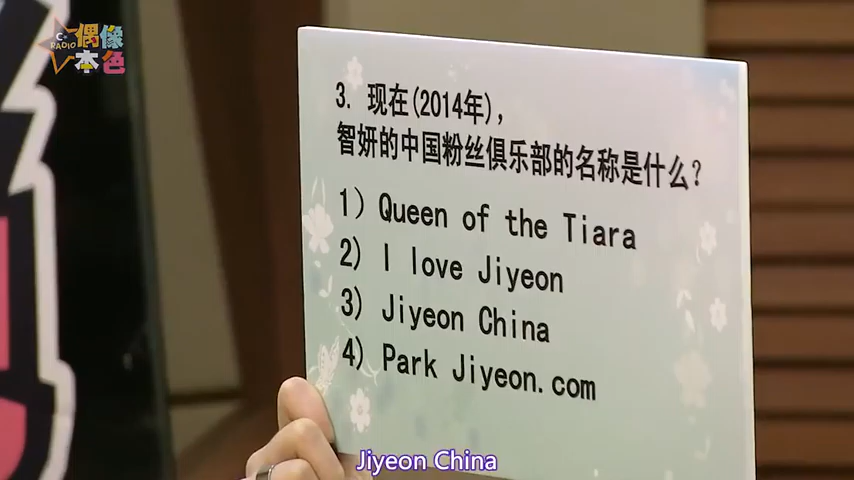 C-RADIO
偶像
本色
3. 现在(2014年),
智妍的中国粉丝俱乐部的名称是什么?
1) Queen of the Tiara
2) I love Jiyeon
3) Jiyeon China
4) Park Jiyeon.com
Jiyeon China